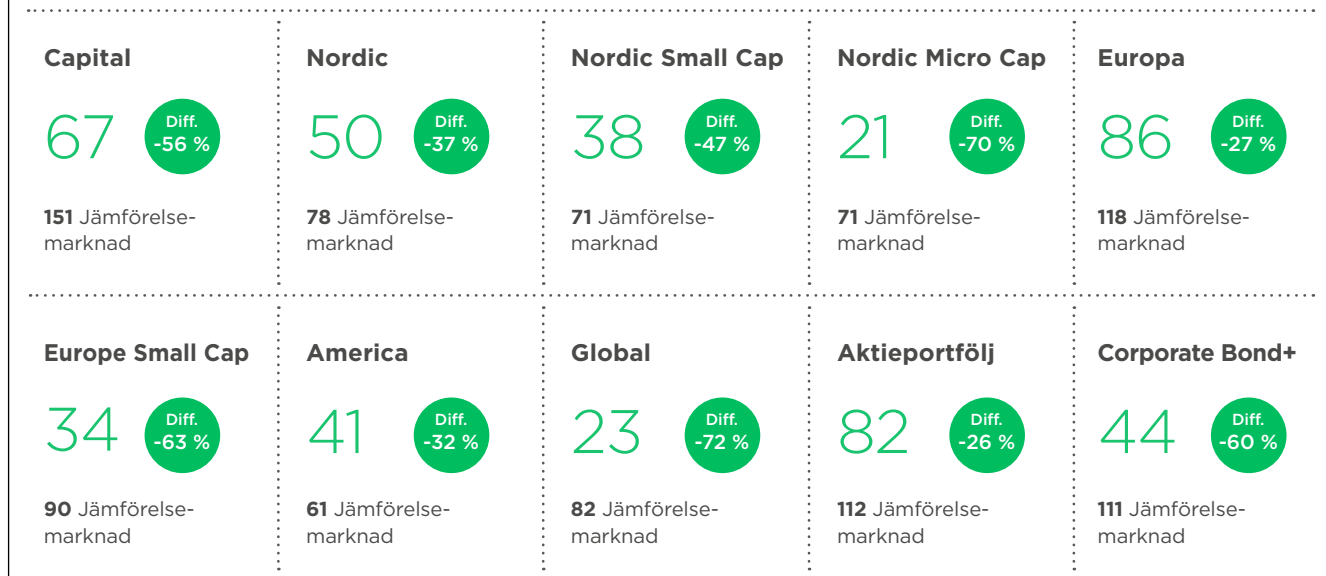 Capital
67
Diff.
-56 %
151 Jämförelse-
marknad
Nordic
50
Diff.
-37 %
78 Jämförelse-
marknad
Nordic Small Cap
38
Diff.
-47 %
71 Jämförelse-
marknad
Nordic Micro Cap
21
Diff.
-70 %
71 Jämförelse-
marknad
Europa
86
Diff.
-27 %
118 Jämförelse-
marknad
Europe Small Cap
34
Diff.
-63 %
90 Jämförelse-
marknad
America
41
Diff.
-32 %
61 Jämförelse-
marknad
Global
23
Diff.
-72 %
82 Jämförelse-
marknad
Aktieportfölj
82
Diff.
-26 %
112 Jämförelse-
marknad
Corporate Bond+
44
Diff.
-60 %
111 Jämförelse-
marknad